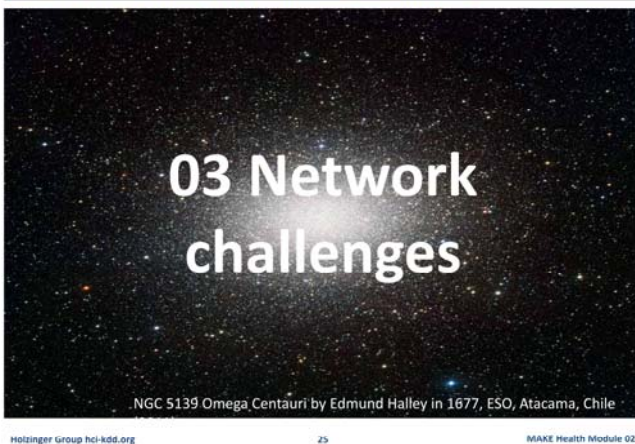 03 Network
challenges
NGC 5139 Omega Centauri by Edmund Halley in 1677, ESO, Atacama, Chile
Holzinger Group hci-kdd.org 25 MAKE Health Module 02